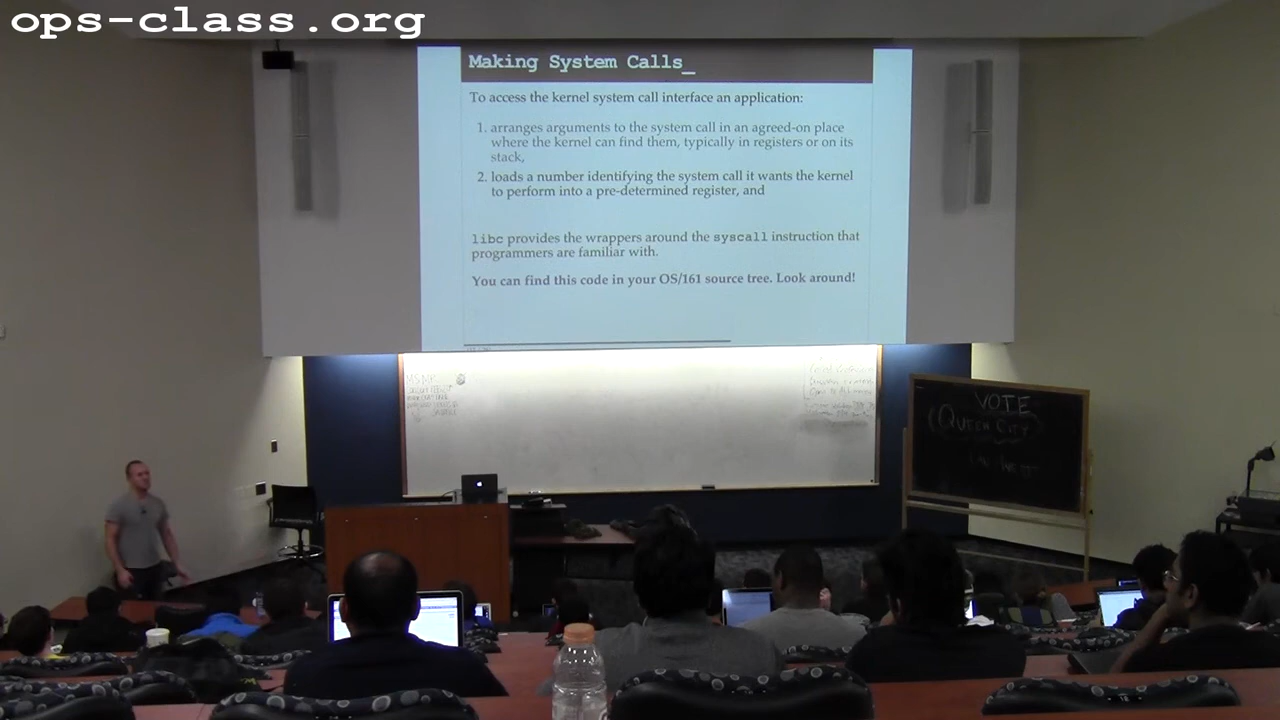 ops-class.org
Making System Calls_
To access the kernel system call interface an application:
1. arranges arguments to the system call in an agreed-on place
where the kernel can find them, typically in registers or on its
stack,
2. loads a number identifying the system call it wants the kernel
to perform into a pre-determined register, and
libc provides the wrappers around the syscall instruction that
programmers are familiar with.
You can find this code in your OS/161 source tree. Look around!
VOTE
QUEEN CITY